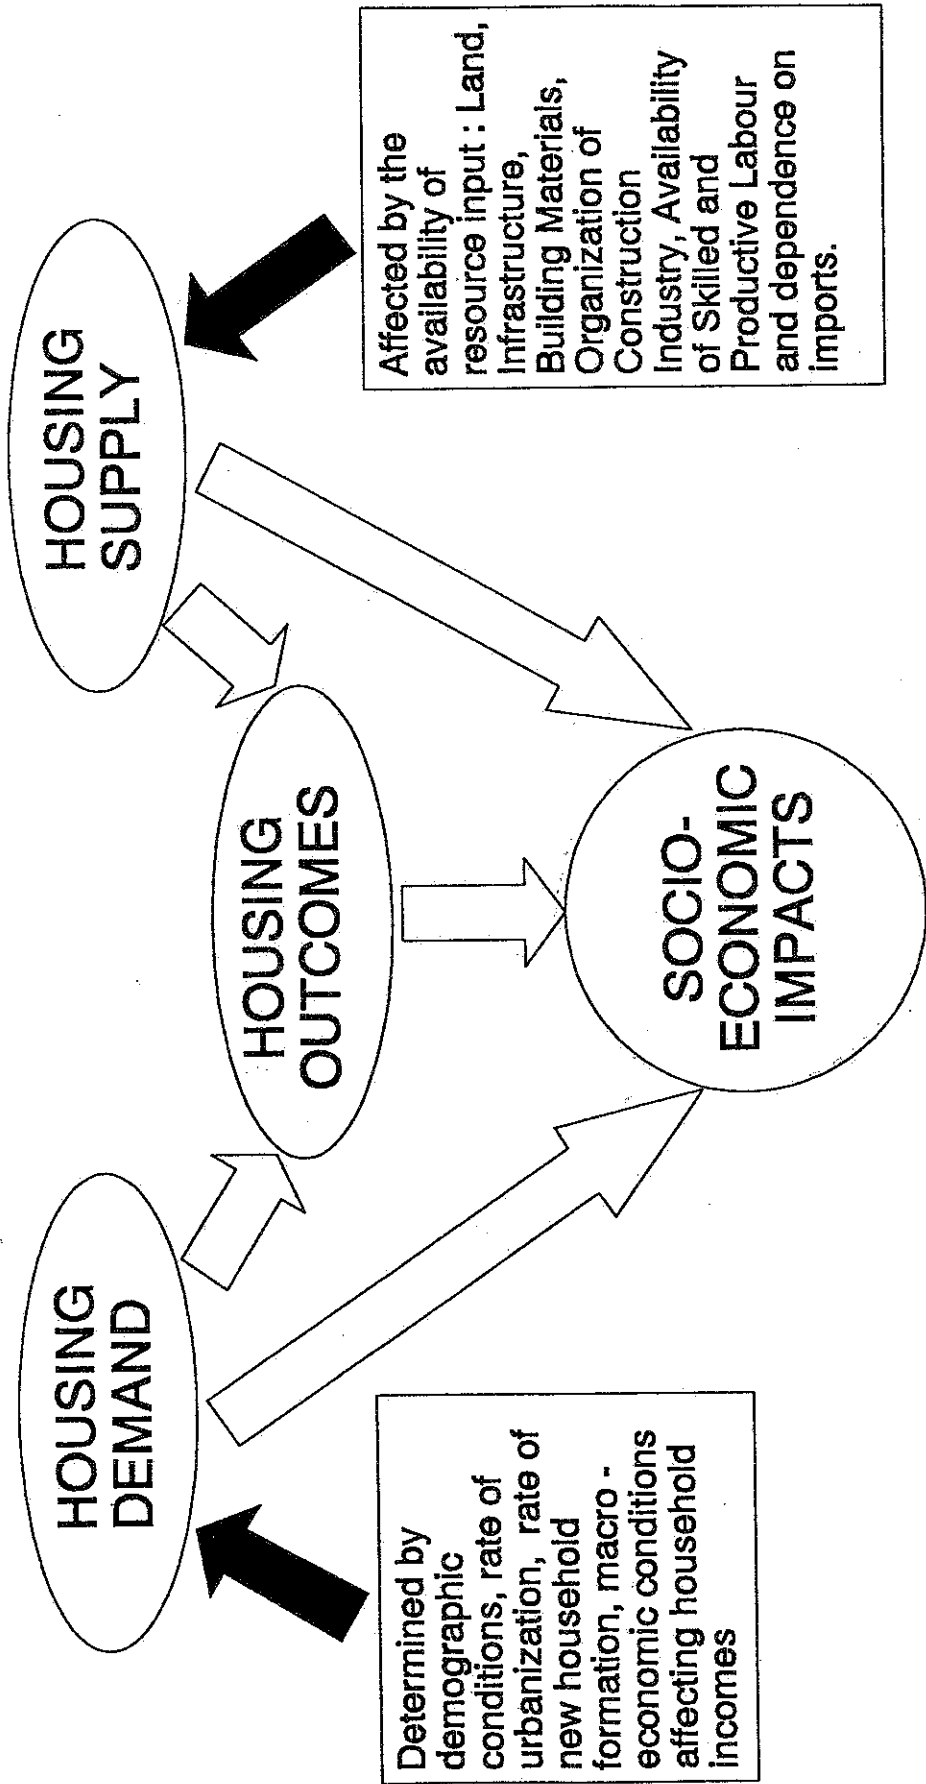 HOUSING
DEMAND
HOUSING
SUPPLY
HOUSING
OUTCOMES
SOCIO-
ECONOMIC
IMPACTS
Determined by
demographic
conditions, rate of
urbanization, rate of
new household
formation, macro -
economic conditions
affecting household
incomes
Affected by the
availability of
resource input : Land,
Infrastructure,
Building Materials,
Organization of
Construction
Industry, Availability
of Skilled and
Productive Labour
and dependence on
imports.